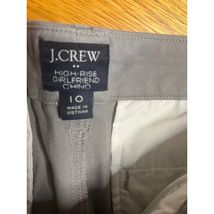 J.CREW
HIGH-RISE
GIRLFRIEND
CHINO
10
MADE IN
VIETNAM